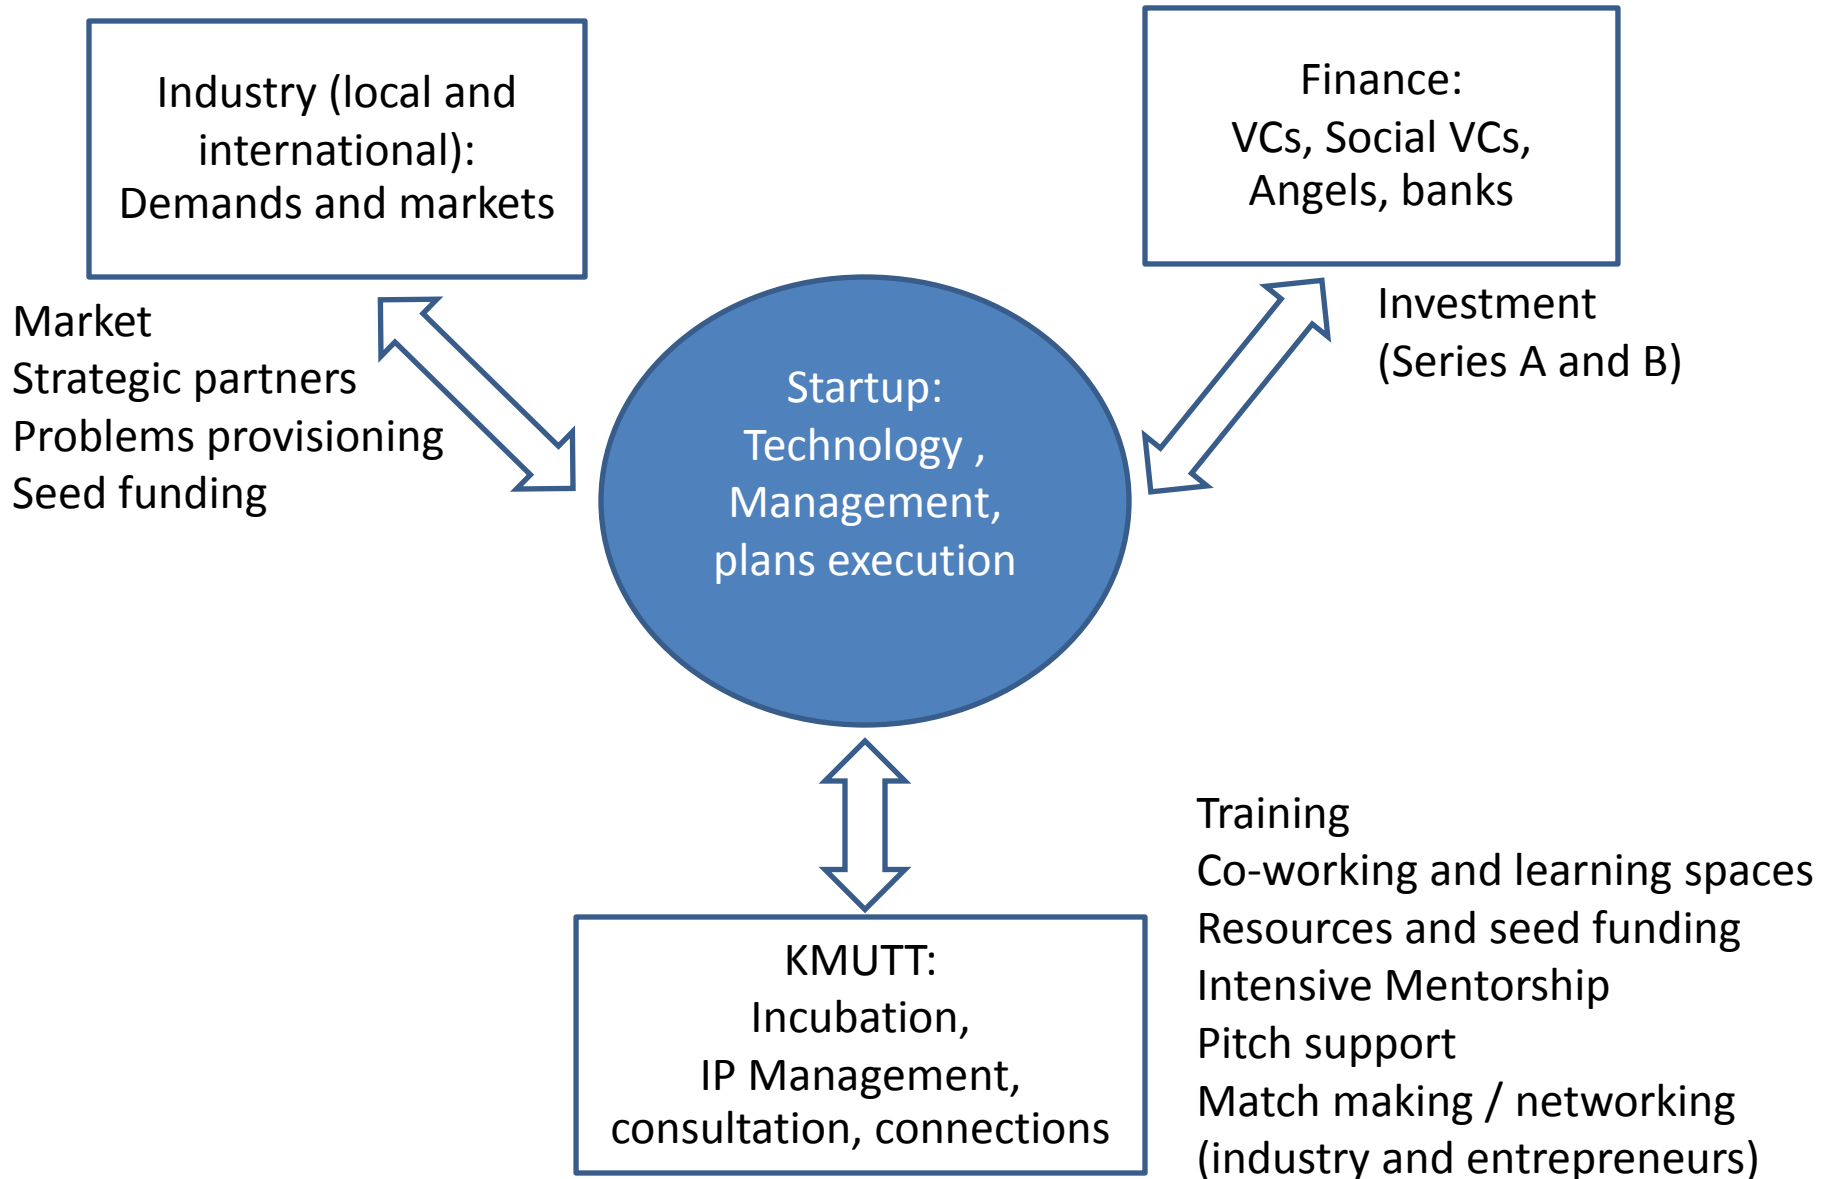 Industry (local and
international):
Demands and markets
Finance:
VCs, Social VCs,
Angels, banks
Market
Strategic partners
Problems provisioning
Seed funding
Investment
(Series A and B)
Startup:
Technology ,
Management,
plans execution
KMUTT:
Incubation,
IP Management,
consultation, connections
Training
Co-working and learning spaces
Resources and seed funding
Intensive Mentorship
Pitch support
Match making / networking
(industry and entrepreneurs)